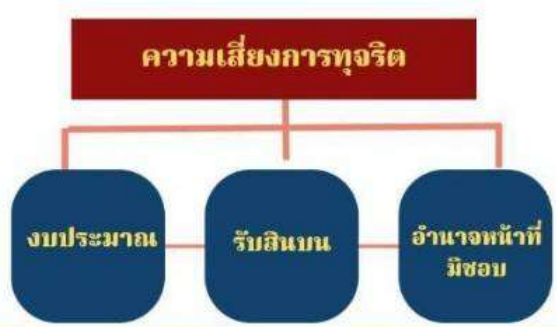 ความเสี่ยงการทุจริต
งบประมาณ
รับสินบน
อำนาจหน้าที่
มิชอบ